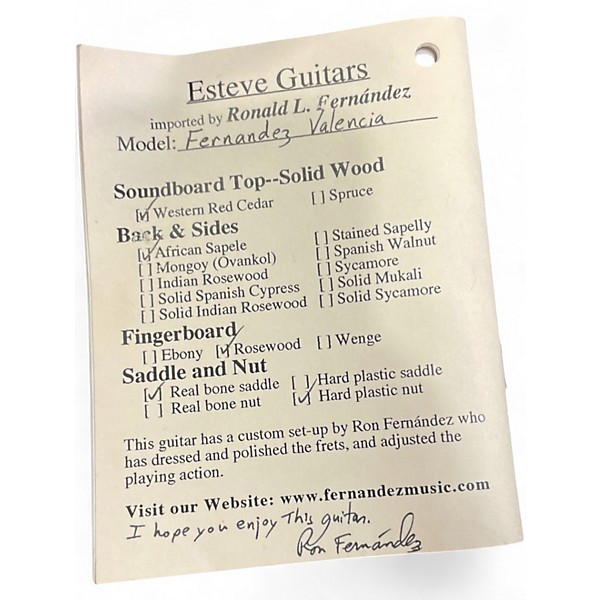 Esteve Guitars
imported by Ronald L. Fernández
Model: Fernandez Valencia
Soundboard Top--Solid Wood
[✓] Western Red Cedar [ ] Spruce
Back & Sides
[✓] African Sapele [ ] Stained Sapelly
[ ] Mongoy (Ovankol) [ ] Spanish Walnut
[ ] Indian Rosewood [ ] Sycamore
[ ] Solid Spanish Cypress [ ] Solid Mukali
[ ] Solid Indian Rosewood [ ] Solid Sycamore
Fingerboard
[ ] Ebony [✓] Rosewood [ ] Wenge
Saddle and Nut
[✓] Real bone saddle [ ] Hard plastic saddle
[ ] Real bone nut [✓] Hard plastic nut
This guitar has a custom set-up by Ron Fernández who
has dressed and polished the frets, and adjusted the
playing action.
Visit our Website: www.fernandezmusic.com
I hope you enjoy This guitar.
Ron Fernández